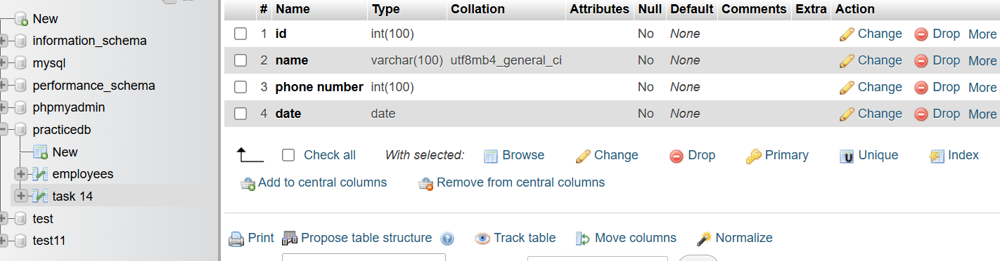 New
information_schema
mysql
performance_schema
phpmyadmin
practicedb
New
employees
task 14
test
test11
# Name Type Collation Attributes Null Default Comments Extra Action
1 id int(100) No None Change Drop More
2 name varchar(100) utf8mb4_general_ci No None Change Drop More
3 phone number int(100) No None Change Drop More
4 date date No None Change Drop More
Check all With selected: Browse Change Drop Primary Unique Index
Add to central columns Remove from central columns
Print Propose table structure Track table Move columns Normalize